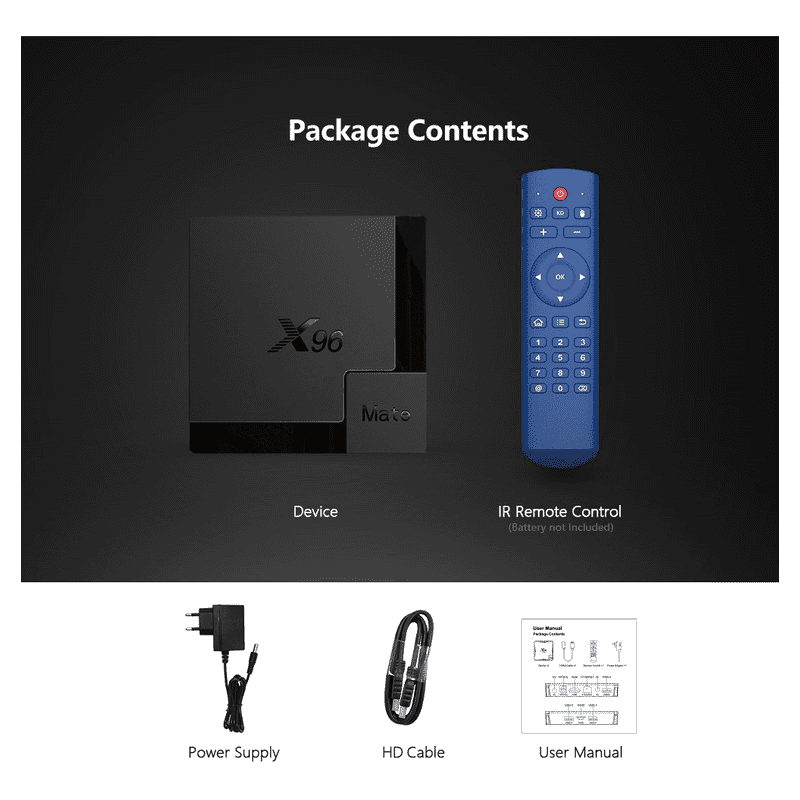 Package Contents
X96
Mate
OK
1 2 3
4 5 6
7 8 9
@ 0
Device
IR Remote Control
(Battery not Included)
User Manual
Package Contents
X96
Power Supply
HD Cable
User Manual